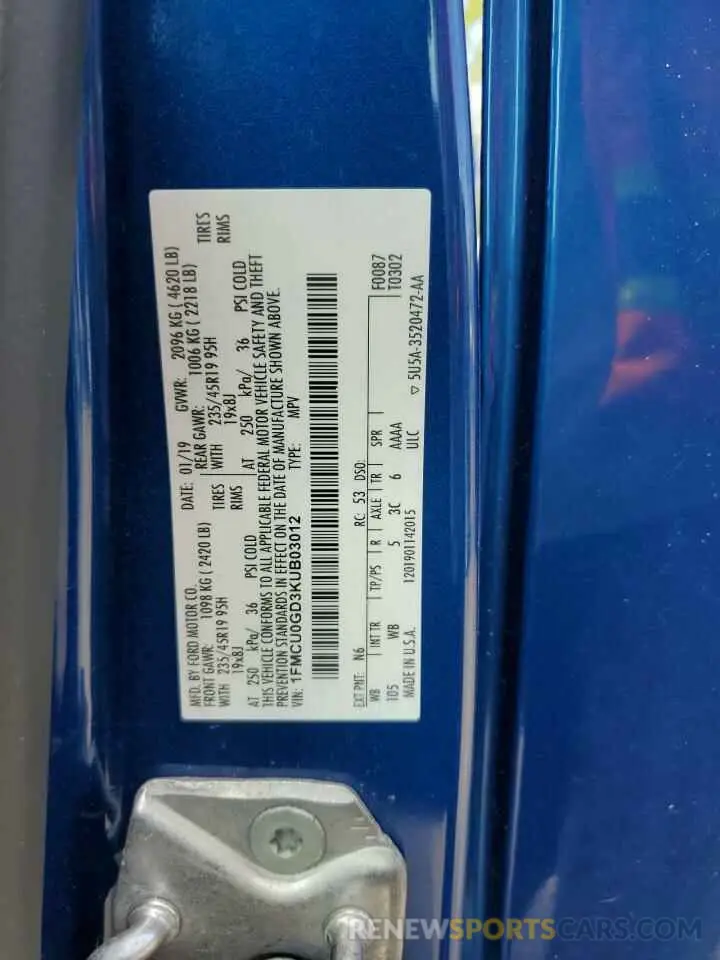 MFD. BY FORD MOTOR CO.
DATE: 01/19 GVWR: 2096 KG ( 4620 LB)
FRONT GAWR: 1098 KG ( 2420 LB)
REAR GAWR: 1006 KG ( 2218 LB)
WITH 235/45R19 95H TIRES
WITH 235/45R19 95H TIRES
19x8J RIMS
19x8J RIMS
AT 250 kPa/ 36 PSI COLD
AT 250 kPa/ 36 PSI COLD
THIS VEHICLE CONFORMS TO ALL APPLICABLE FEDERAL MOTOR VEHICLE SAFETY AND THEFT
PREVENTION STANDARDS IN EFFECT ON THE DATE OF MANUFACTURE SHOWN ABOVE.
VIN: 1FMCU0GD3KUB03012 TYPE: MPV
EXT PNT: N6 RC: 53 DSO: F0087
WB INT TR TP/PS R AXLE TR SPR T0302
105 WB 5 3C 6 AAAA
MADE IN U.S.A. 1201901142015 ULC ▽ 5U5A-3520472-AA
RENEWSPORTSCARS.COM